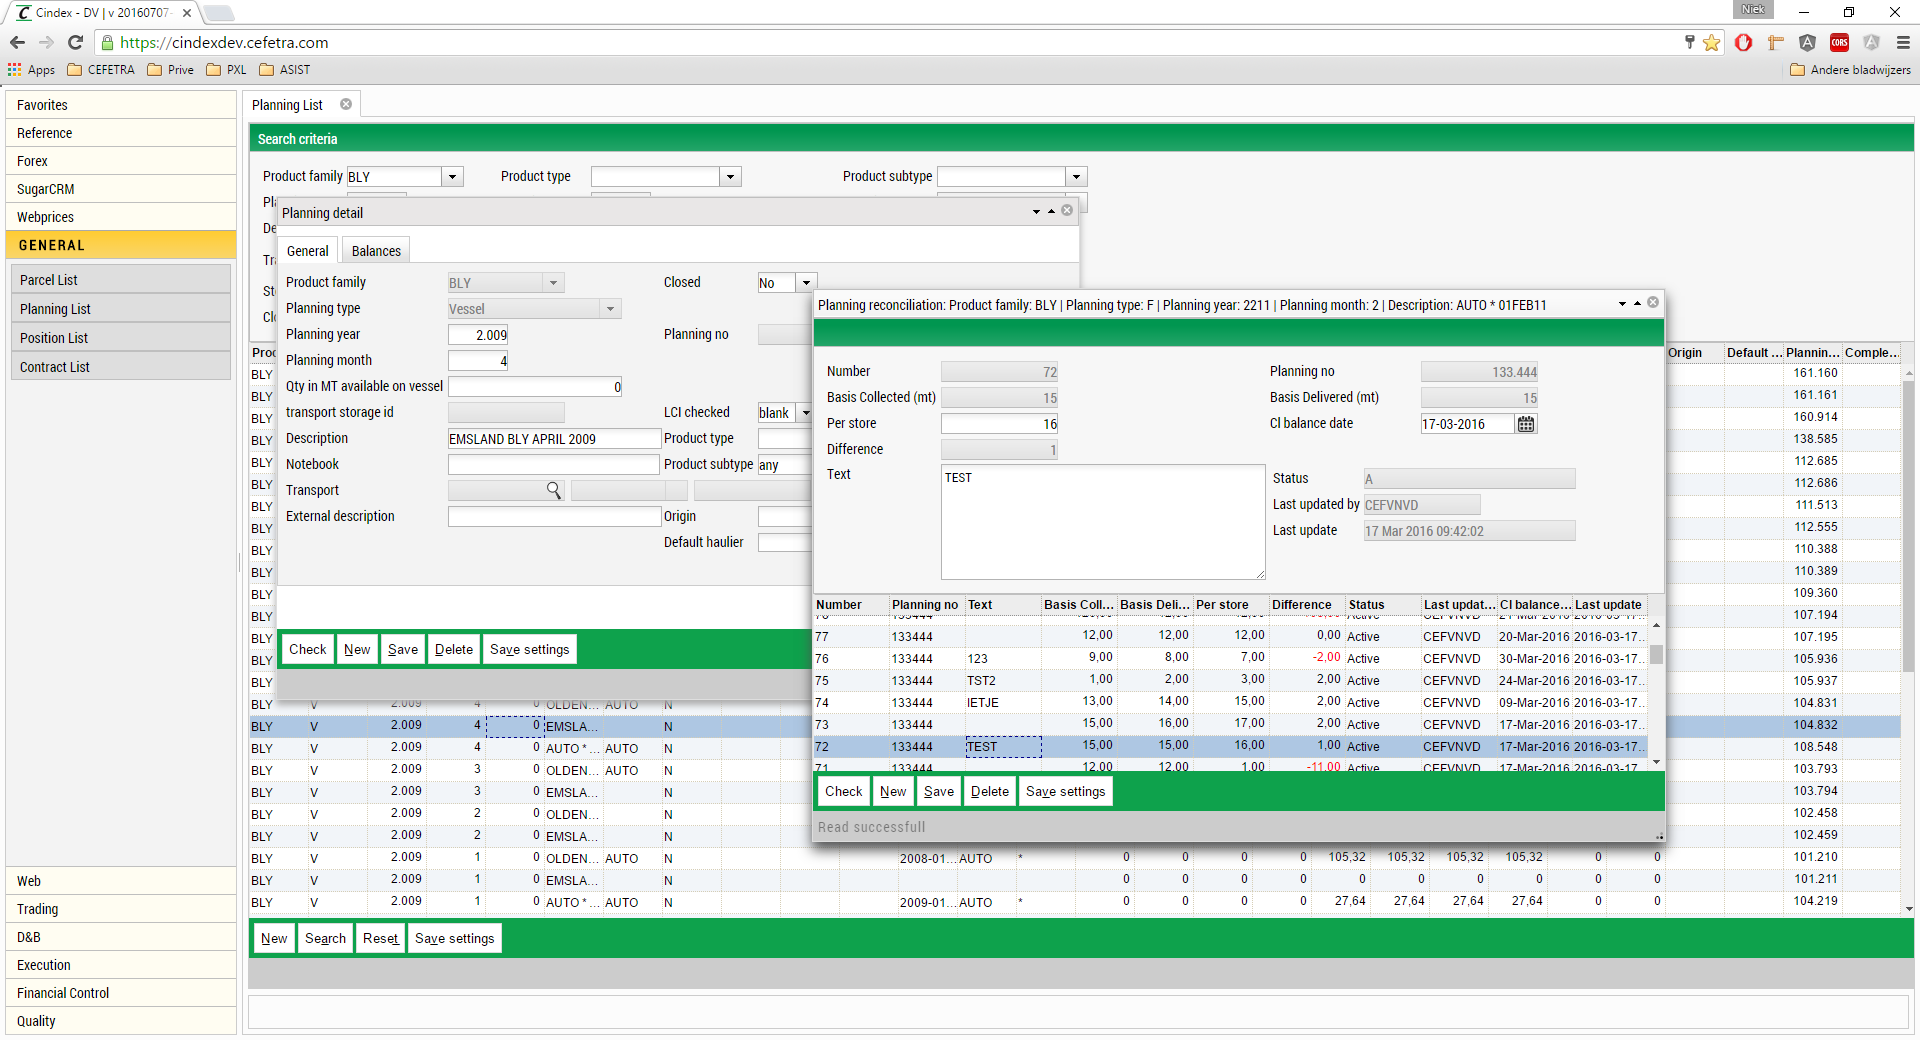 Cindex - DV | v 20160707-
Niek
https://cindexdev.cefetra.com
CORS
Apps CEFETRA Prive PXL ASIST Andere bladwijzers
Favorites
Reference
Forex
SugarCRM
Webprices
GENERAL
Parcel List
Planning List
Position List
Contract List
Web
Trading
D&B
Execution
Financial Control
Quality
Planning List
Search criteria
Product family BLY Product type Product subtype
Planning detail
General Balances
Product family BLY Closed No
Planning type Vessel
Planning year 2.009 Planning no
Planning month 4
Qty in MT available on vessel 0
transport storage id LCI checked blank
Description EMSLAND BLY APRIL 2009 Product type
Notebook Product subtype any
Transport
External description Origin
Default haulier
Check New Save Delete Save settings
Planning reconciliation: Product family: BLY | Planning type: F | Planning year: 2211 | Planning month: 2 | Description: AUTO * 01FEB11
Number 72 Planning no 133.444
Basis Collected (mt) 15 Basis Delivered (mt) 15
Per store 16 CI balance date 17-03-2016
Difference 1
Text TEST Status A
Last updated by CEFVNVD
Last update 17 Mar 2016 09:42:02
Number Planning no Text Basis Coll... Basis Deli... Per store Difference Status Last updat... CI balance... Last update
77 133444 12,00 12,00 12,00 0,00 Active CEFVNVD 20-Mar-2016 2016-03-17...
76 133444 123 9,00 8,00 7,00 -2,00 Active CEFVNVD 30-Mar-2016 2016-03-17...
75 133444 TST2 1,00 2,00 3,00 2,00 Active CEFVNVD 24-Mar-2016 2016-03-17...
74 133444 IETJE 13,00 14,00 15,00 2,00 Active CEFVNVD 09-Mar-2016 2016-03-17...
73 133444 15,00 16,00 17,00 2,00 Active CEFVNVD 17-Mar-2016 2016-03-17...
72 133444 TEST 15,00 15,00 16,00 1,00 Active CEFVNVD 17-Mar-2016 2016-03-17...
71 133444 12,00 12,00 1,00 -11,00 Active CEFVNVD 17-Mar-2016 2016-03-17...
Check New Save Delete Save settings
Read successfull
Origin Default ... Plannin... Comple...
BLY 161.160
BLY 161.161
BLY 160.914
BLY 138.585
BLY 112.685
BLY 112.686
BLY 111.513
BLY 112.555
BLY 110.388
BLY 110.389
BLY 109.360
BLY 107.194
BLY 107.195
BLY 105.936
BLY 105.937
BLY V 2.009 4 0 OLDEN... AUTO N 104.831
BLY V 2.009 4 0 EMSLA... N 104.832
BLY V 2.009 4 0 AUTO * ... AUTO N 108.548
BLY V 2.009 3 0 OLDEN... AUTO N 103.793
BLY V 2.009 3 0 EMSLA... N 103.794
BLY V 2.009 2 0 OLDEN... N 102.458
BLY V 2.009 2 0 EMSLA... N 102.459
BLY V 2.009 1 0 OLDEN... AUTO N 2008-01... AUTO * 0 0 0 0 105,32 105,32 105,32 105,32 0 0 101.210
BLY V 2.009 1 0 EMSLA... N 0 0 0 0 0 0 0 0 0 0 101.211
BLY V 2.009 1 0 AUTO * ... AUTO N 2009-01... AUTO * 0 0 0 0 27,64 27,64 27,64 27,64 0 0 104.219
New Search Reset Save settings